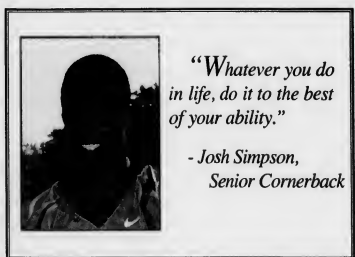 “Whatever you do
in life, do it to the best
of your ability.”
- Josh Simpson,
Senior Cornerback